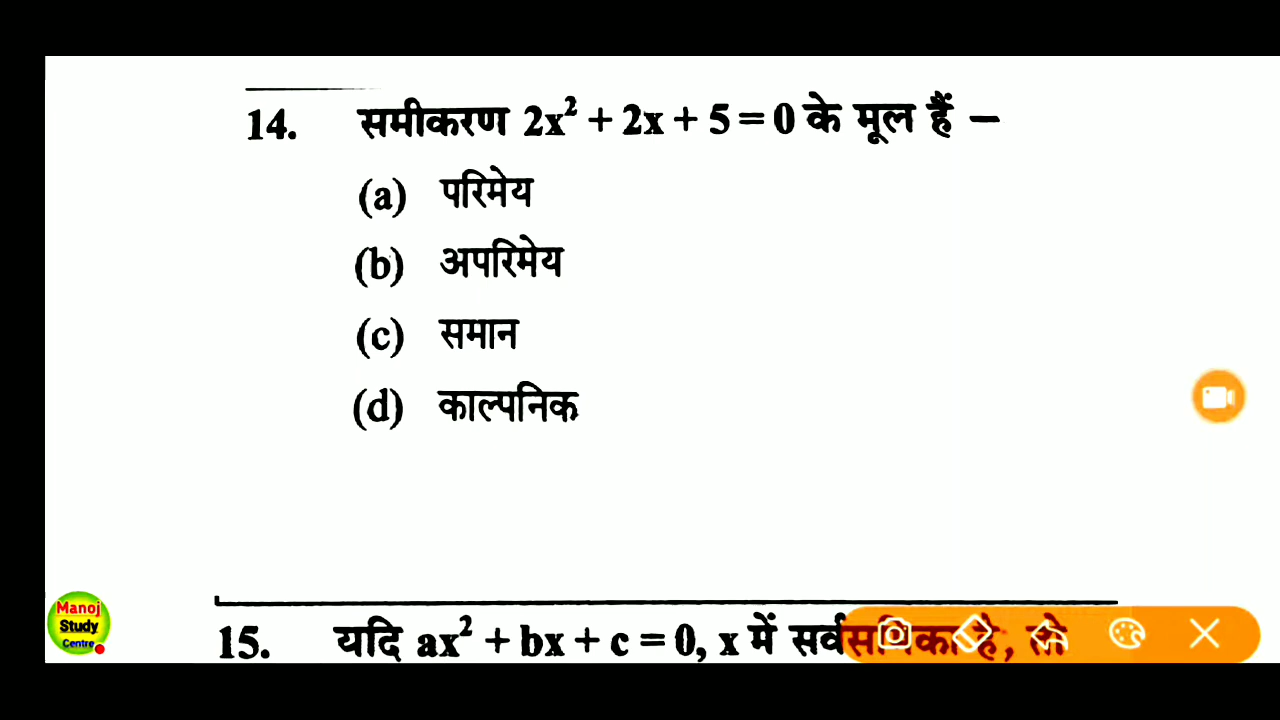 14. समीकरण 2x² + 2x + 5 = 0 के मूल हैं –
(a) परिमेय
(b) अपरिमेय
(c) समान
(d) काल्पनिक
Manoj
Study
Centre
15. यदि ax² + bx + c = 0, x में सर्वसमिका है, तो